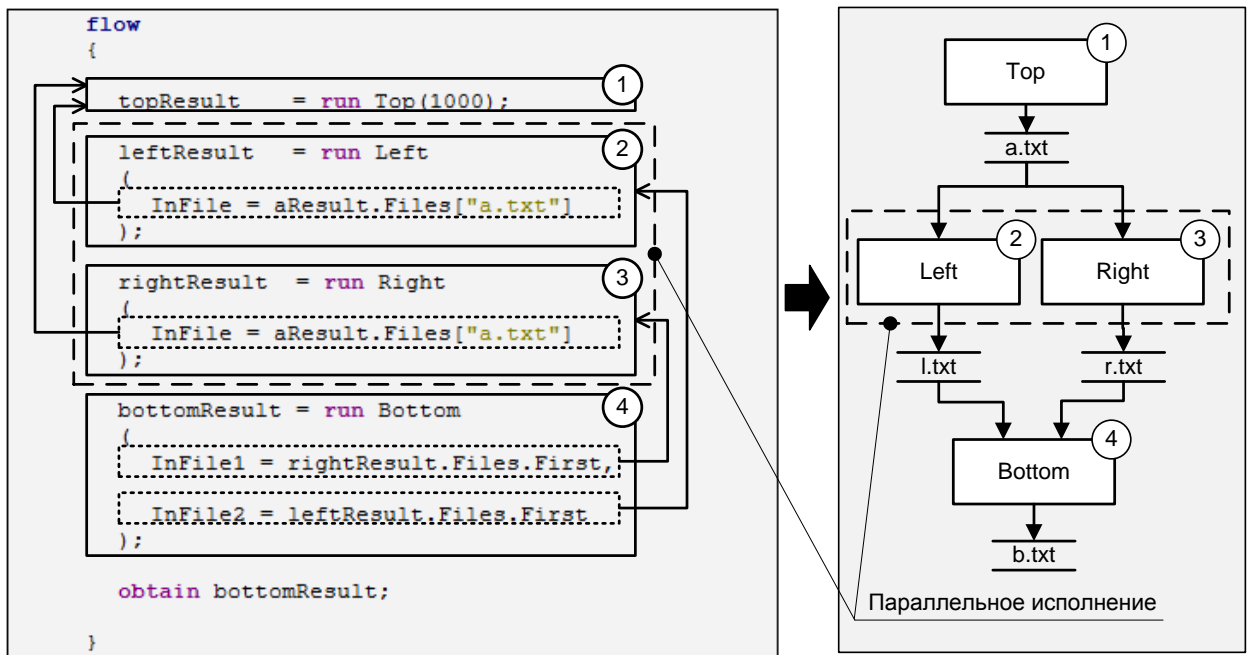 flow
{
1
topResult = run Top(1000);
2
leftResult = run Left
(
InFile = aResult.Files["a.txt"]
);
3
rightResult = run Right
(
InFile = aResult.Files["a.txt"]
);
4
bottomResult = run Bottom
(
InFile1 = rightResult.Files.First,
InFile2 = leftResult.Files.First
);
obtain bottomResult;
}
1
Top
a.txt
2
Left
3
Right
l.txt
r.txt
4
Bottom
b.txt
Параллельное исполнение